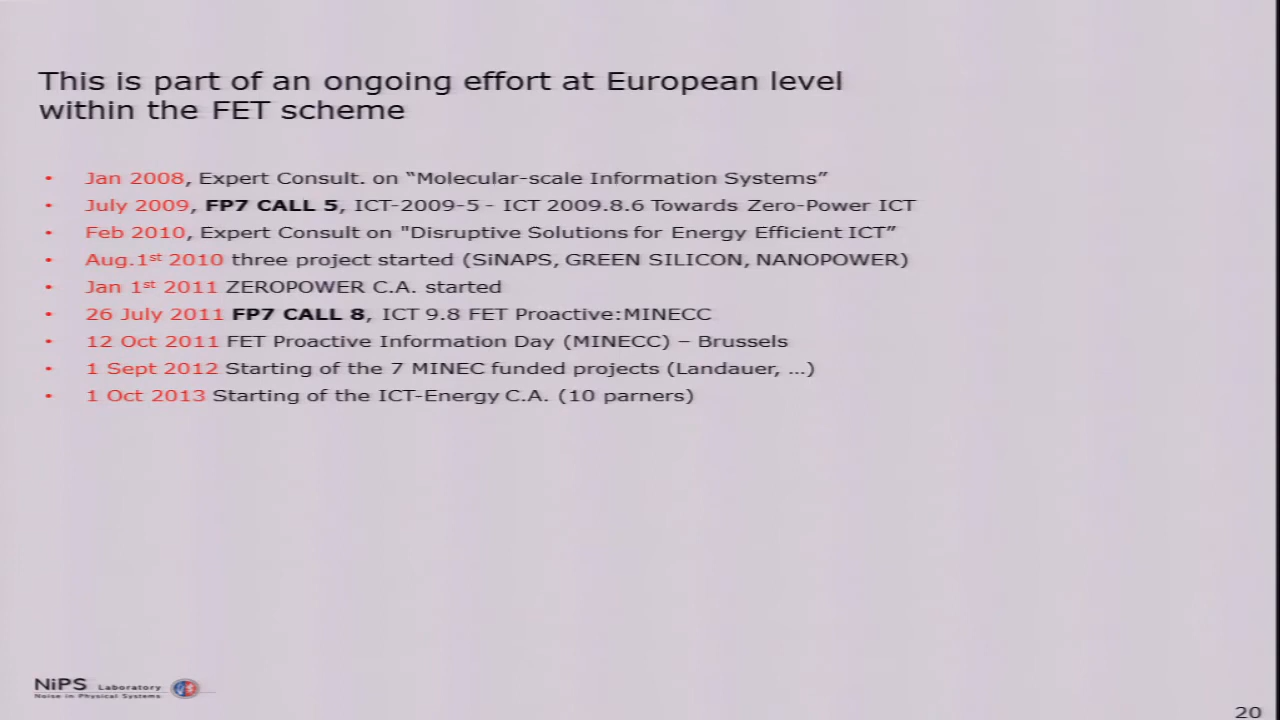 This is part of an ongoing effort at European level
within the FET scheme
• Jan 2008, Expert Consult. on “Molecular-scale Information Systems”
• July 2009, FP7 CALL 5, ICT-2009-5 - ICT 2009.8.6 Towards Zero-Power ICT
• Feb 2010, Expert Consult on "Disruptive Solutions for Energy Efficient ICT”
• Aug.1st 2010 three project started (SiNAPS, GREEN SILICON, NANOPOWER)
• Jan 1st 2011 ZEROPOWER C.A. started
• 26 July 2011 FP7 CALL 8, ICT 9.8 FET Proactive:MINECC
• 12 Oct 2011 FET Proactive Information Day (MINECC) – Brussels
• 1 Sept 2012 Starting of the 7 MINEC funded projects (Landauer, ...)
• 1 Oct 2013 Starting of the ICT-Energy C.A. (10 parners)
NiPS Laboratory
Noise in Physical Systems
20